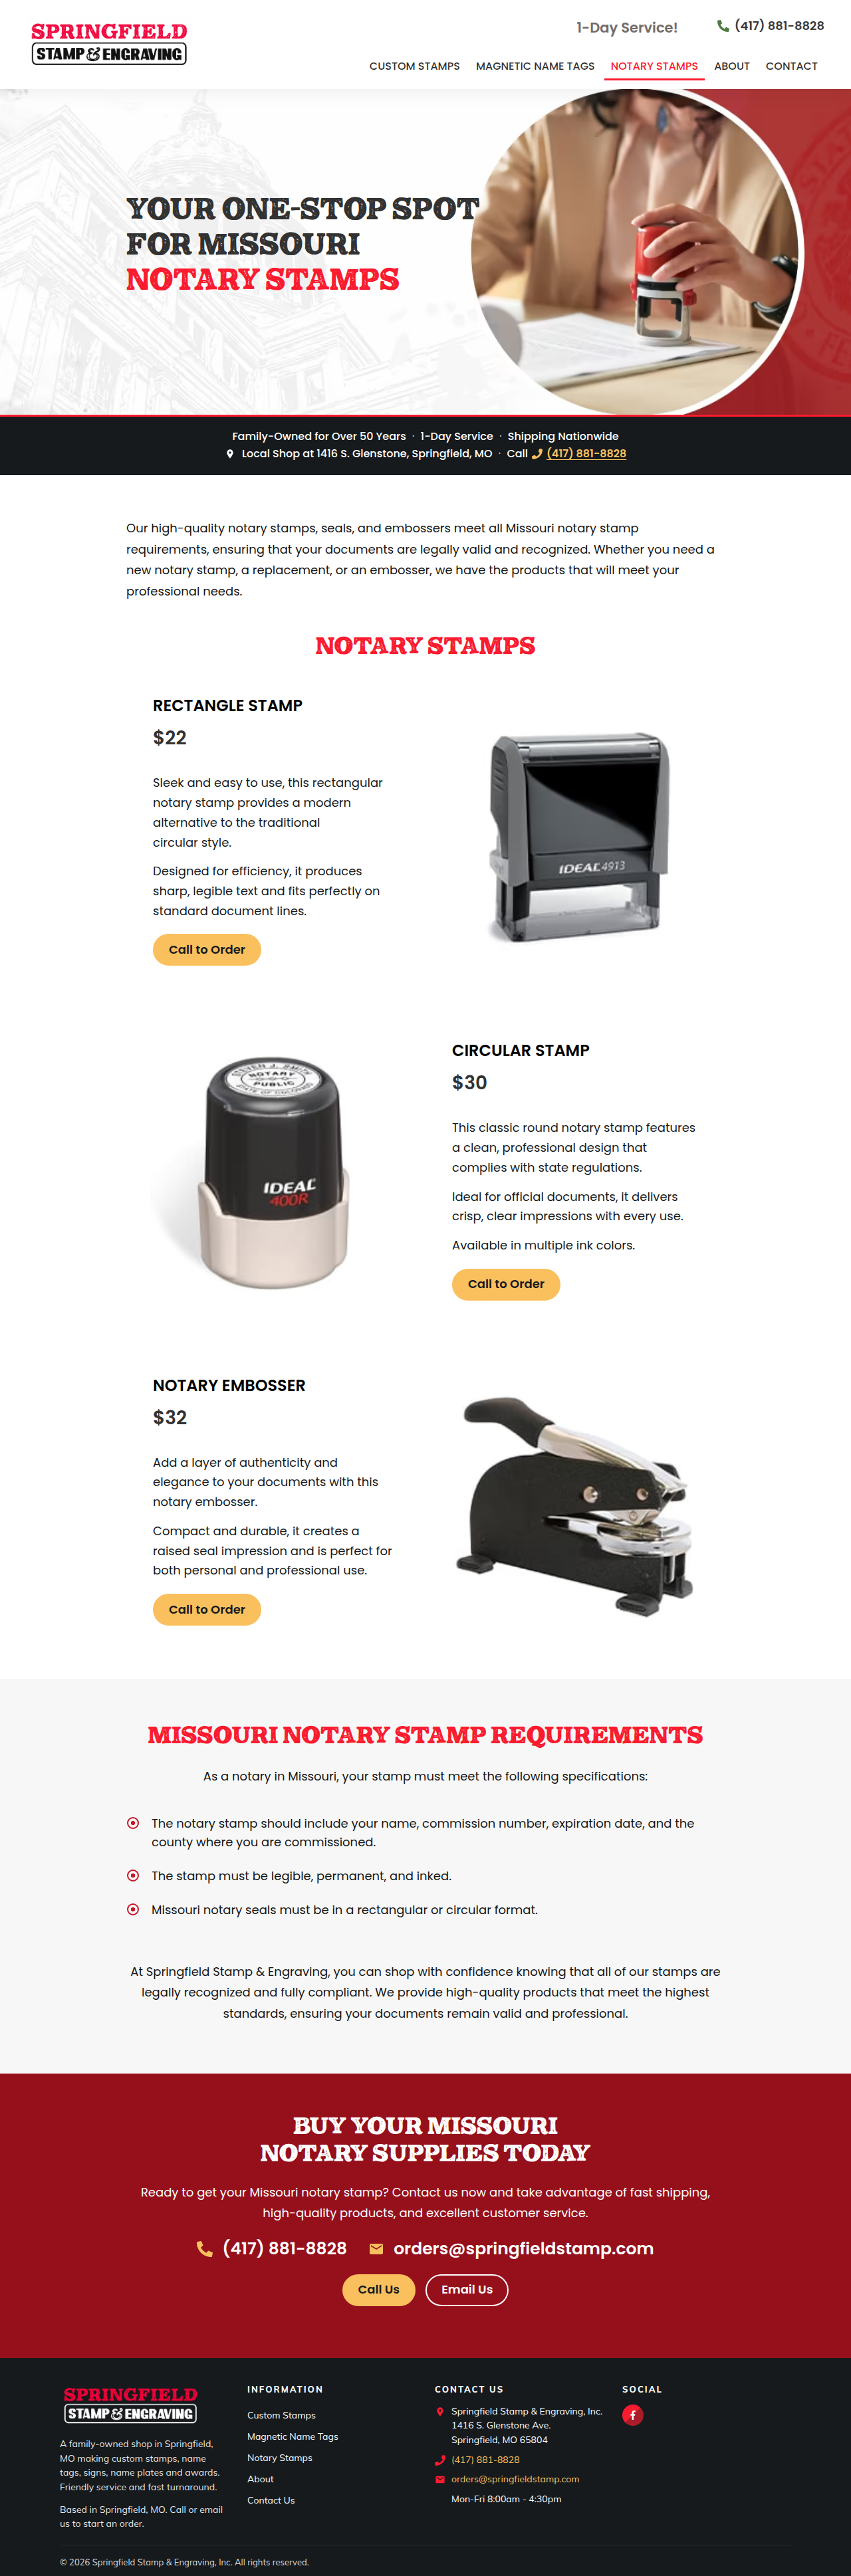 SPRINGFIELD
STAMP & ENGRAVING
1-Day Service!
(417) 881-8828
CUSTOM STAMPS
MAGNETIC NAME TAGS
NOTARY STAMPS
ABOUT
CONTACT
YOUR ONE-STOP SPOT
FOR MISSOURI
NOTARY STAMPS
Family-Owned for Over 50 Years · 1-Day Service · Shipping Nationwide
Local Shop at 1416 S. Glenstone, Springfield, MO · Call (417) 881-8828
Our high-quality notary stamps, seals, and embossers meet all Missouri notary stamp
requirements, ensuring that your documents are legally valid and recognized. Whether you need a
new notary stamp, a replacement, or an embosser, we have the products that will meet your
professional needs.
NOTARY STAMPS
RECTANGLE STAMP
$22
Sleek and easy to use, this rectangular
notary stamp provides a modern
alternative to the traditional
circular style.
Designed for efficiency, it produces
sharp, legible text and fits perfectly on
standard document lines.
Call to Order
IDEAL 4913
NOTARY
PUBLIC
IDEAL
400R
CIRCULAR STAMP
$30
This classic round notary stamp features
a clean, professional design that
complies with state regulations.
Ideal for official documents, it delivers
crisp, clear impressions with every use.
Available in multiple ink colors.
Call to Order
NOTARY EMBOSSER
$32
Add a layer of authenticity and
elegance to your documents with this
notary embosser.
Compact and durable, it creates a
raised seal impression and is perfect for
both personal and professional use.
Call to Order
MISSOURI NOTARY STAMP REQUIREMENTS
As a notary in Missouri, your stamp must meet the following specifications:
The notary stamp should include your name, commission number, expiration date, and the
county where you are commissioned.
The stamp must be legible, permanent, and inked.
Missouri notary seals must be in a rectangular or circular format.
At Springfield Stamp & Engraving, you can shop with confidence knowing that all of our stamps are
legally recognized and fully compliant. We provide high-quality products that meet the highest
standards, ensuring your documents remain valid and professional.
BUY YOUR MISSOURI
NOTARY SUPPLIES TODAY
Ready to get your Missouri notary stamp? Contact us now and take advantage of fast shipping,
high-quality products, and excellent customer service.
(417) 881-8828
orders@springfieldstamp.com
Call Us
Email Us
SPRINGFIELD
STAMP & ENGRAVING
A family-owned shop in Springfield,
MO making custom stamps, name
tags, signs, name plates and awards.
Friendly service and fast turnaround.
Based in Springfield, MO. Call or email
us to start an order.
INFORMATION
Custom Stamps
Magnetic Name Tags
Notary Stamps
About
Contact Us
CONTACT US
Springfield Stamp & Engraving, Inc.
1416 S. Glenstone Ave.
Springfield, MO 65804
(417) 881-8828
orders@springfieldstamp.com
Mon-Fri 8:00am - 4:30pm
SOCIAL
© 2026 Springfield Stamp & Engraving, Inc. All rights reserved.